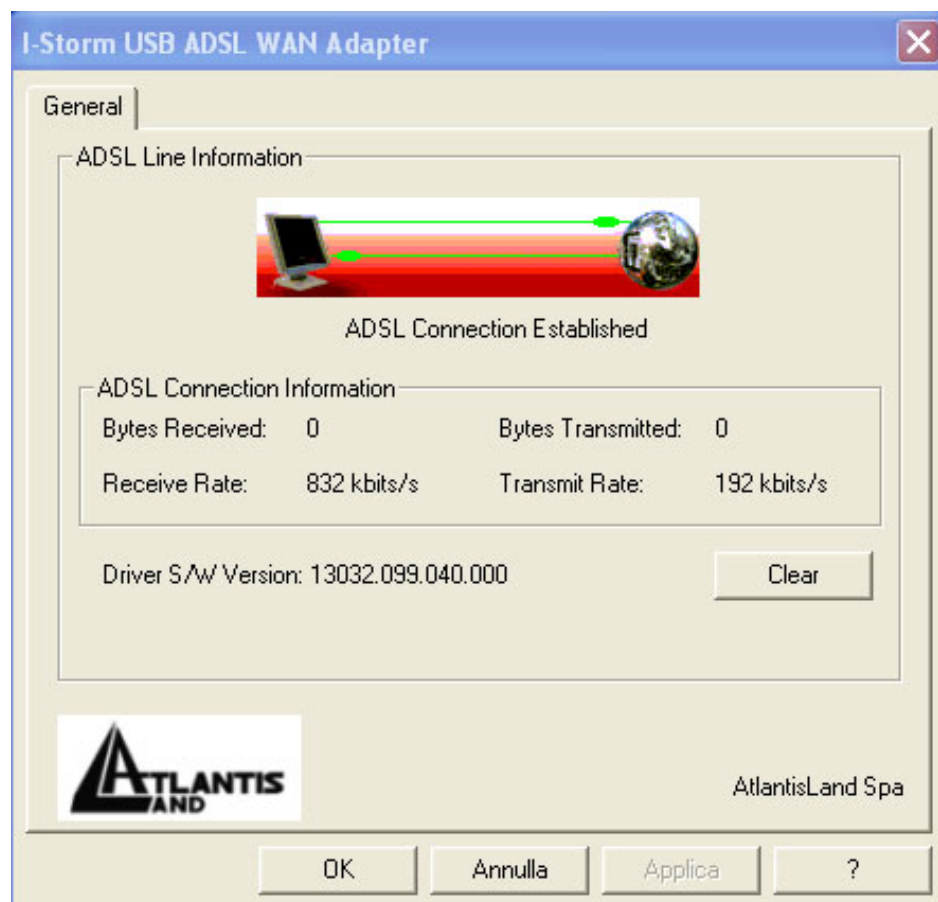 I-Storm USB ADSL WAN Adapter
General
ADSL Line Information
ADSL Connection Established
ADSL Connection Information
Bytes Received: 0 Bytes Transmitted: 0
Receive Rate: 832 kbits/s Transmit Rate: 192 kbits/s
Driver S/W Version: 13032.099.040.000 Clear
ATLANTIS
LAND
AtlantisLand Spa
OK Annulla Applica ?